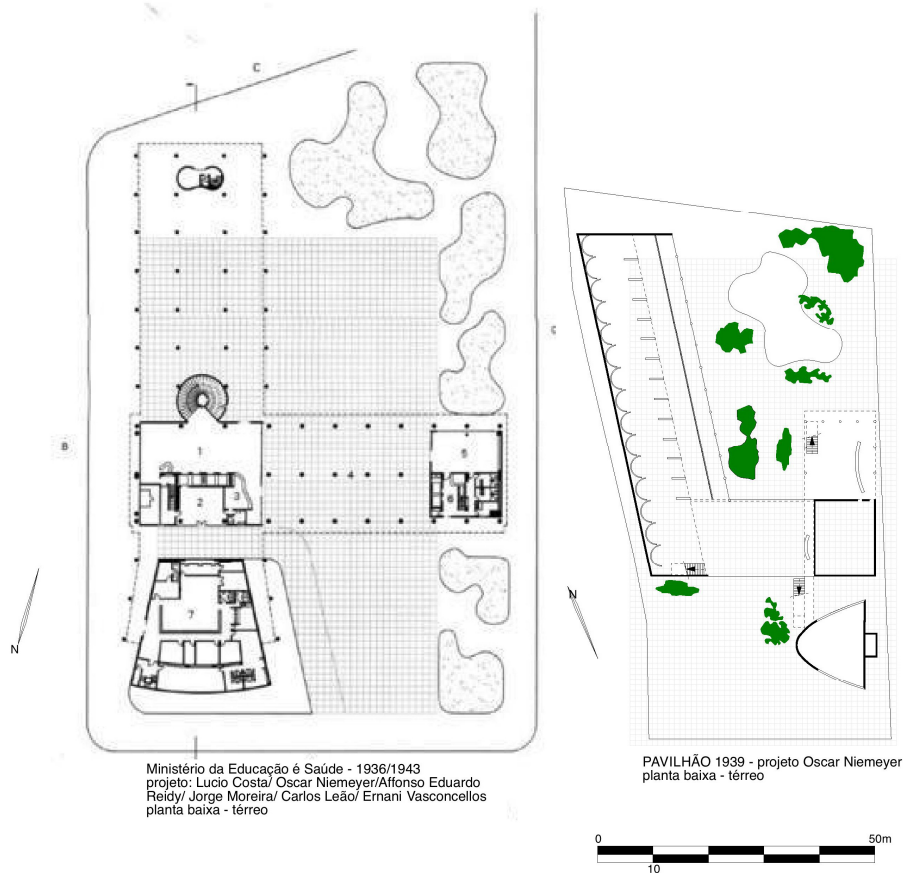 C
B
1
2
3
4
5
6
7
N
Ministério da Educação é Saúde - 1936/1943
projeto: Lucio Costa/ Oscar Niemeyer/Affonso Eduardo
Reidy/ Jorge Moreira/ Carlos Leão/ Ernani Vasconcellos
planta baixa - térreo
N
PAVILHÃO 1939 - projeto Oscar Niemeyer
planta baixa - térreo
0
50m
10